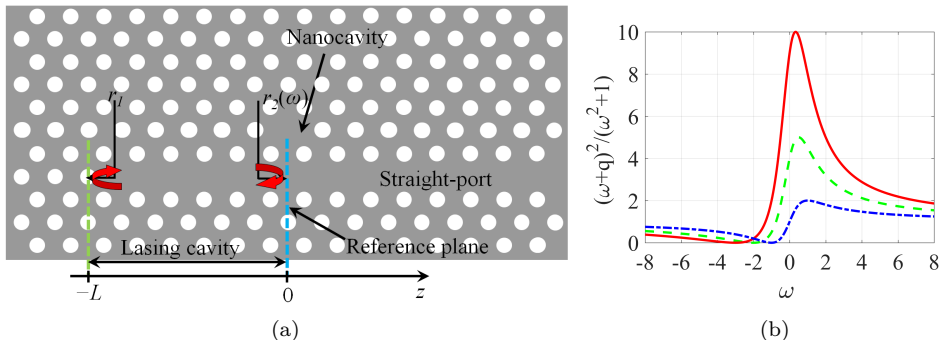 Nanocavity
r₁
r₂(ω)
Straight-port
Lasing cavity
Reference plane
−L
0
z
(a)
10
8
6
4
2
0
(ω+q)²/(ω²+1)
-8
-6
-4
-2
0
2
4
6
8
ω
(b)